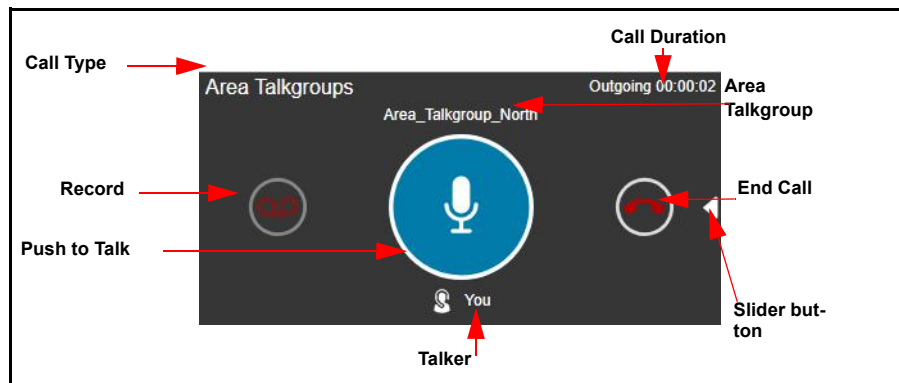 Call Duration
Call Type
Area Talkgroups
Outgoing 00:00:02
Area
Talkgroup
Area_Talkgroup_North
Record
End Call
Push to Talk
You
Slider but-
ton
Talker